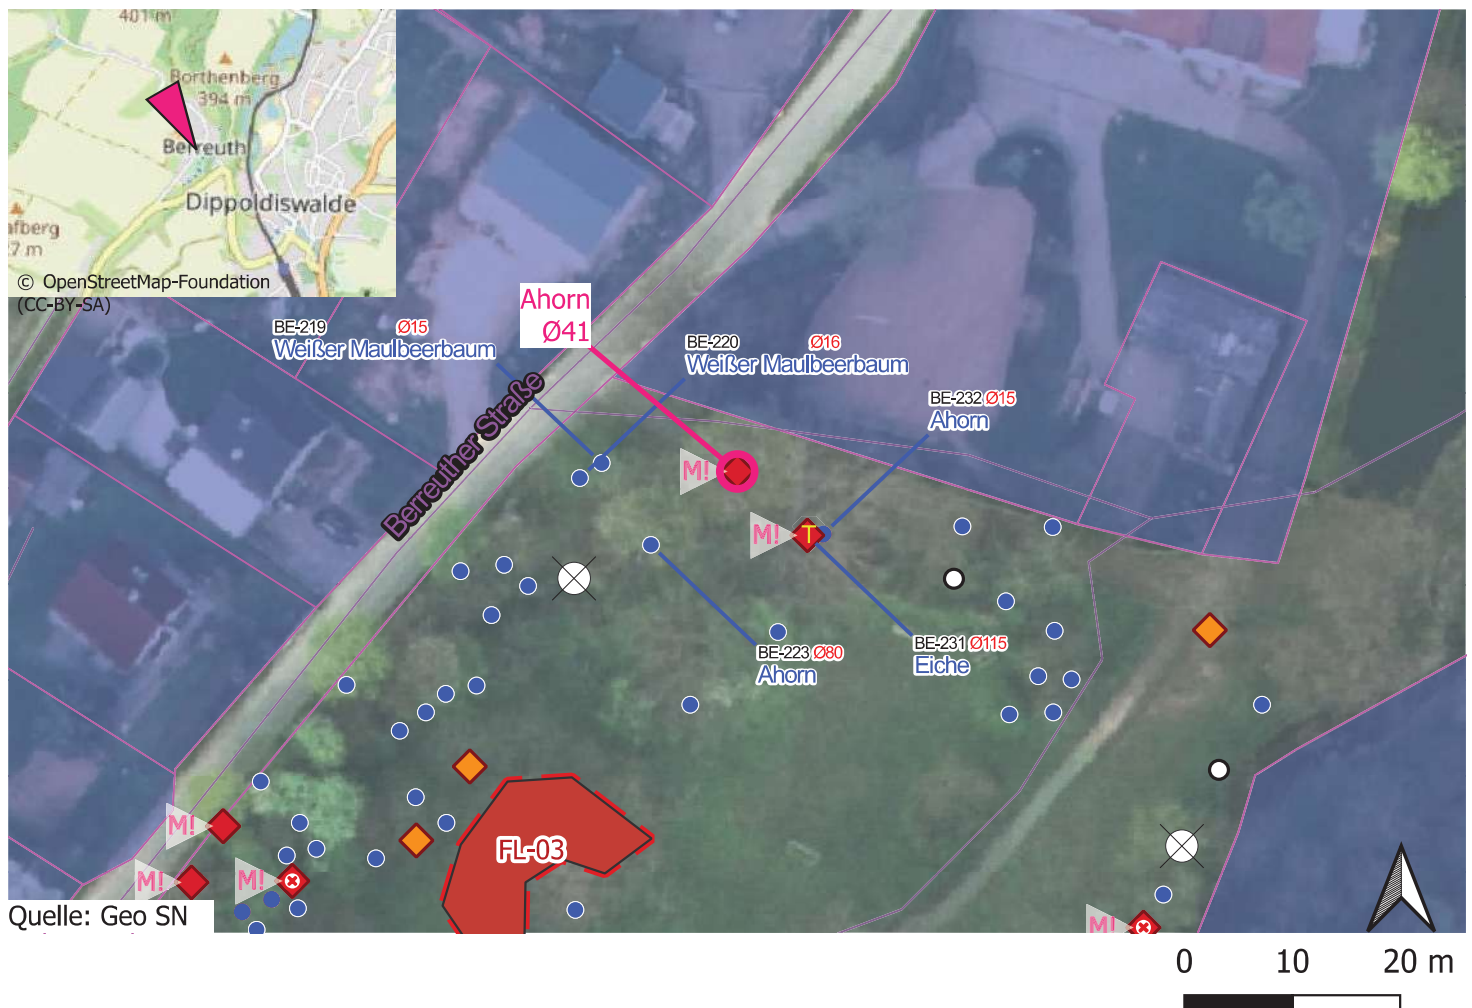 401 m
Borthenberg
394 m
Berreuth
Dippoldiswalde
afberg
7 m
© OpenStreetMap-Foundation
(CC-BY-SA)
BE-219 Ø15
Weißer Maulbeerbaum
Ahorn
Ø41
BE-220 Ø16
Weißer Maulbeerbaum
BE-232 Ø15
Ahorn
Berreuther Straße
M!
M! T
BE-223 Ø80
Ahorn
BE-231 Ø115
Eiche
M!
FL-03
M!
M!
M!
Quelle: Geo SN
0 10 20 m